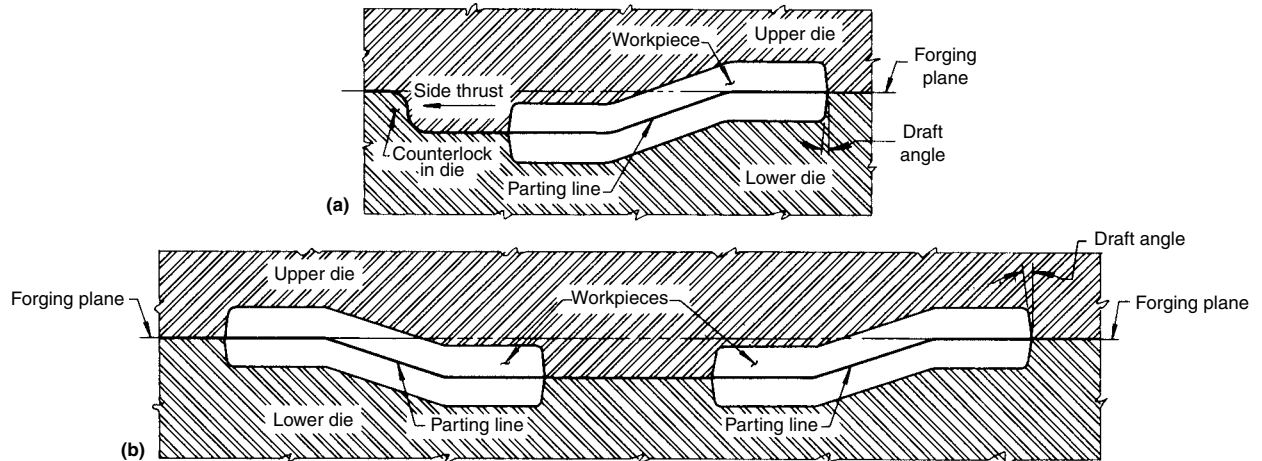 Workpiece
Upper die
Forging
plane
Side thrust
Counterlock
in die
Parting line
Lower die
Draft
angle
(a)
Draft angle
Upper die
Forging plane
Workpieces
Forging plane
Lower die
Parting line
Parting line
(b)